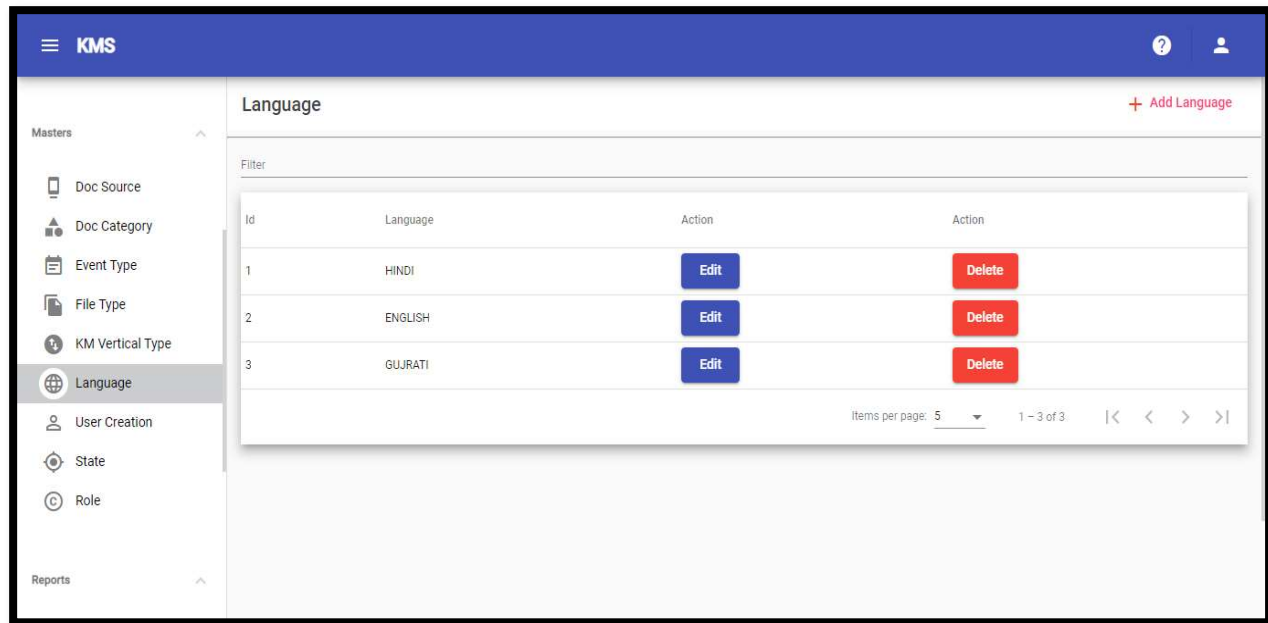 KMS
Language
+ Add Language
Masters
Doc Source
Doc Category
Event Type
File Type
KM Vertical Type
Language
User Creation
State
Role
Reports
Filter
Id Language Action Action
1 HINDI Edit Delete
2 ENGLISH Edit Delete
3 GUJRATI Edit Delete
Items per page: 5 1 – 3 of 3